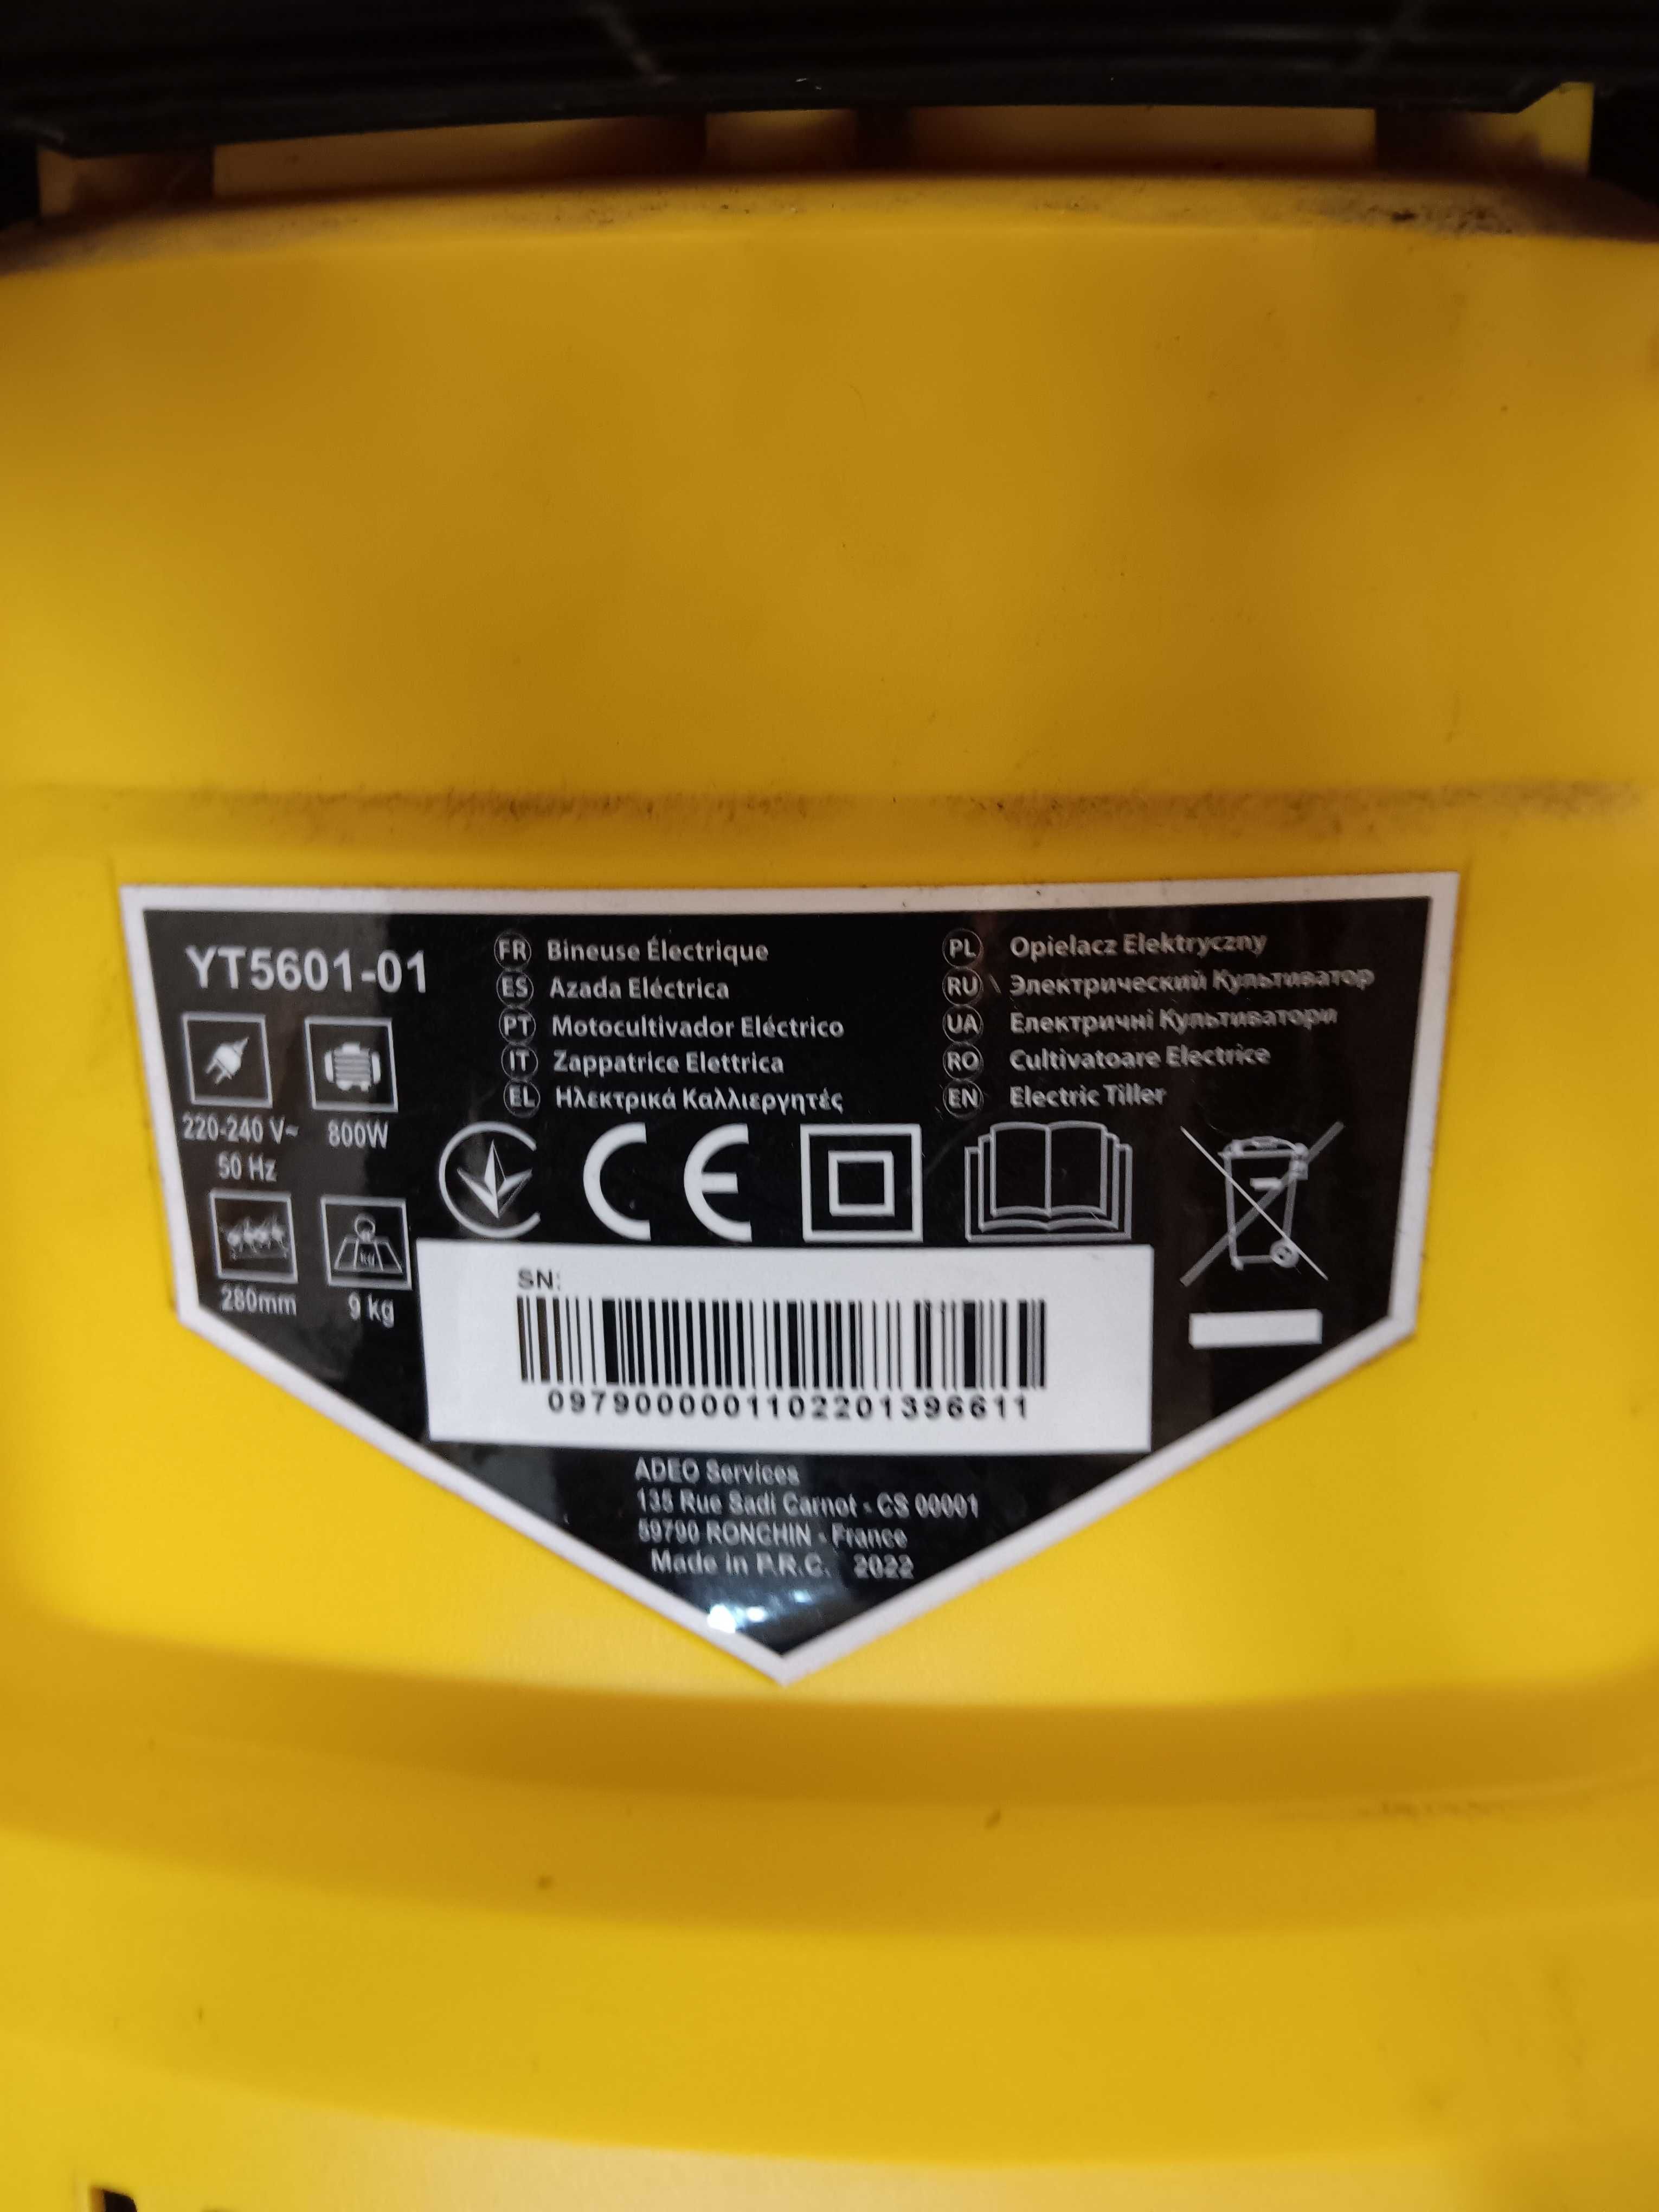 YT5601-01
220-240 V~
50 Hz
800W
280mm
kg
9 kg
FR Bineuse Électrique
ES Azada Eléctrica
PT Motocultivador Eléctrico
IT Zappatrice Elettrica
EL Ηλεκτρικά Καλλιεργητές
PL Opielacz Elektryczny
RU Электрический Культиватор
UA Електричні Культиватори
RO Cultivatoare Electrice
EN Electric Tiller
CE
SN:
0979000001102201396611
ADEO Services
135 Rue Sadi Carnot - CS 00001
59790 RONCHIN - France
Made in P.R.C. 2022